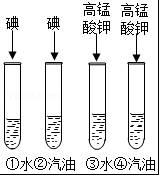 碘 碘 高锰酸钾 高锰酸钾
①水 ②汽油 ③水 ④汽油